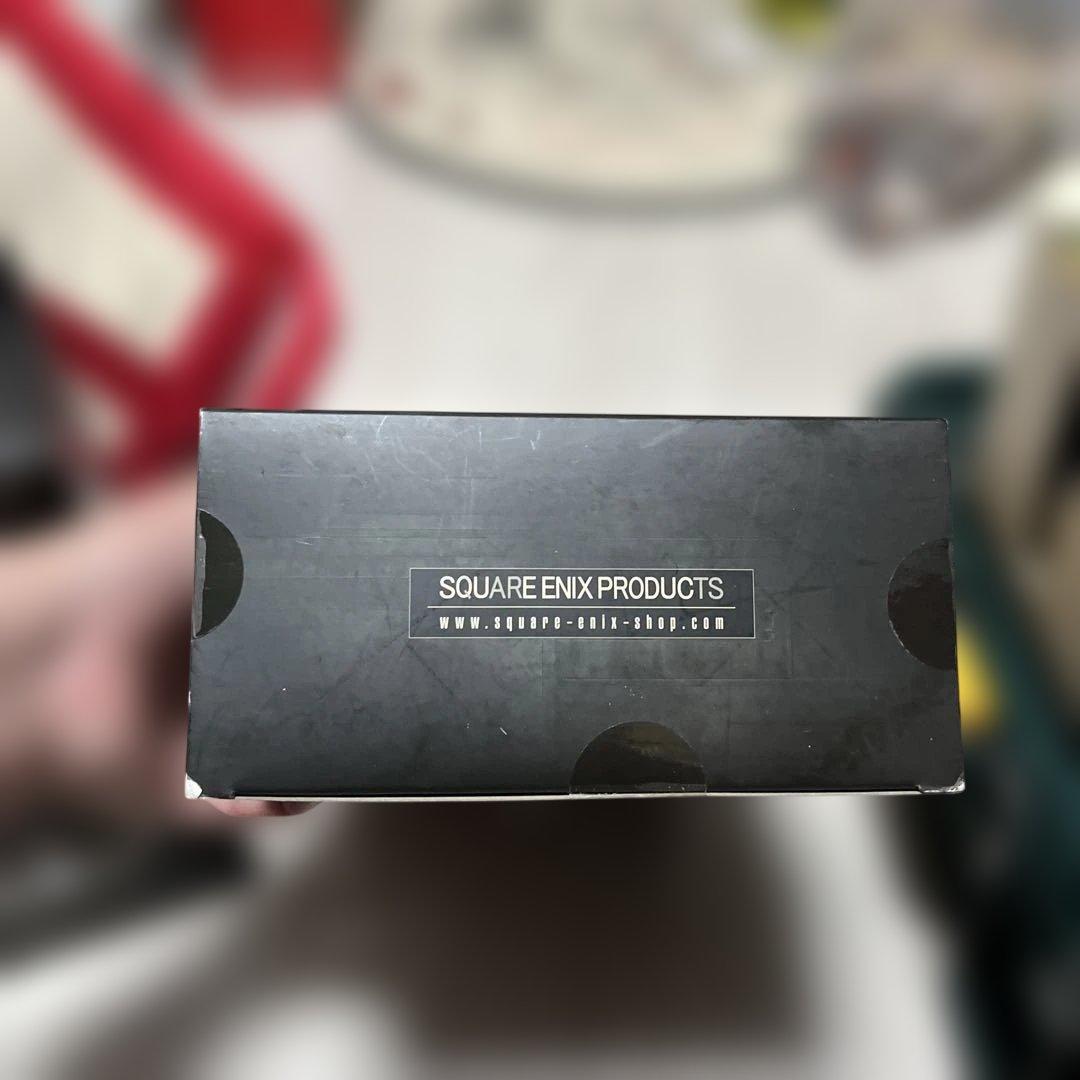 SQUARE ENIX PRODUCTS
www.square-enix-shop.com